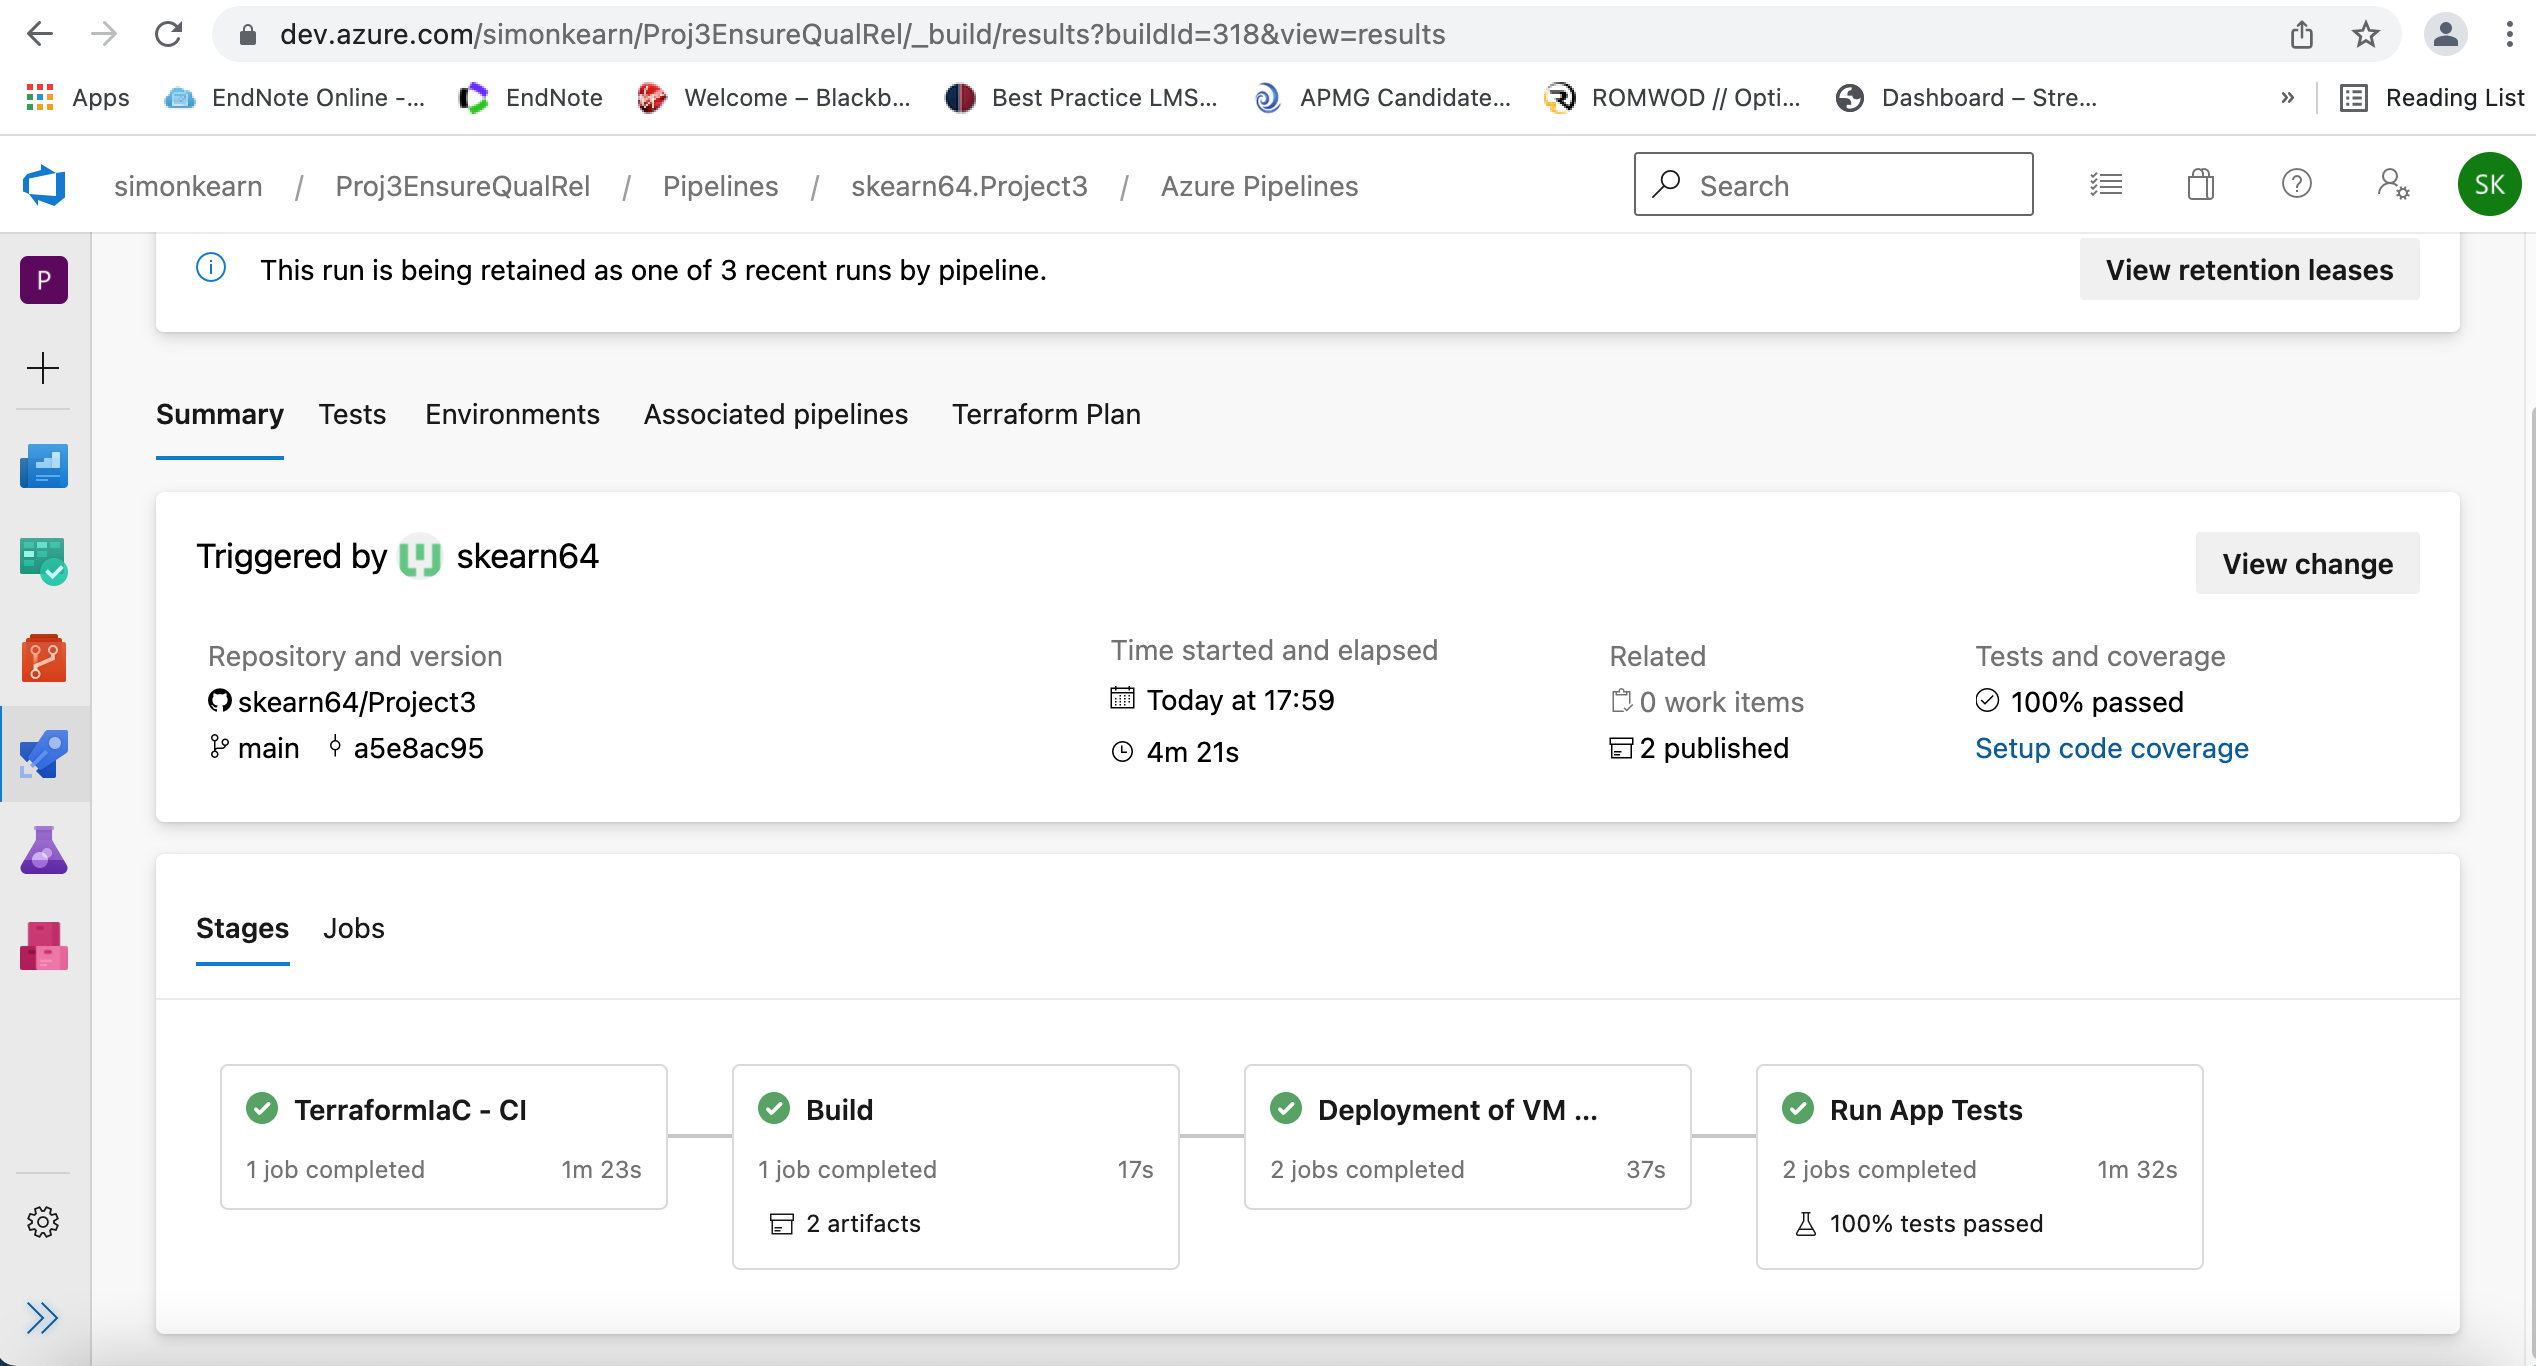 dev.azure.com/simonkearn/Proj3EnsureQualRel/_build/results?buildId=318&view=results
Apps EndNote Online -... EndNote Welcome – Blackb... Best Practice LMS... APMG Candidate... ROMWOD // Opti... Dashboard – Stre... » Reading List
simonkearn / Proj3EnsureQualRel / Pipelines / skearn64.Project3 / Azure Pipelines Search SK
P
This run is being retained as one of 3 recent runs by pipeline. View retention leases
Summary Tests Environments Associated pipelines Terraform Plan
Triggered by skearn64 View change
Repository and version Time started and elapsed Related Tests and coverage
skearn64/Project3 Today at 17:59 0 work items 100% passed
main a5e8ac95 4m 21s 2 published Setup code coverage
Stages Jobs
TerraformIaC - CI Build Deployment of VM ... Run App Tests
1 job completed 1m 23s 1 job completed 17s 2 jobs completed 37s 2 jobs completed 1m 32s
2 artifacts 100% tests passed